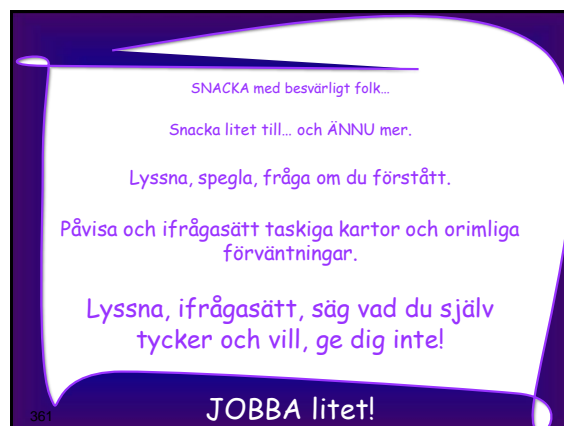 SNACKA med besvärligt folk…
Snacka litet till… och ÄNNU mer.
Lyssna, spegla, fråga om du förstått.
Påvisa och ifrågasätt taskiga kartor och orimliga
förväntningar.
Lyssna, ifrågasätt, säg vad du själv
tycker och vill, ge dig inte!
JOBBA litet!
361